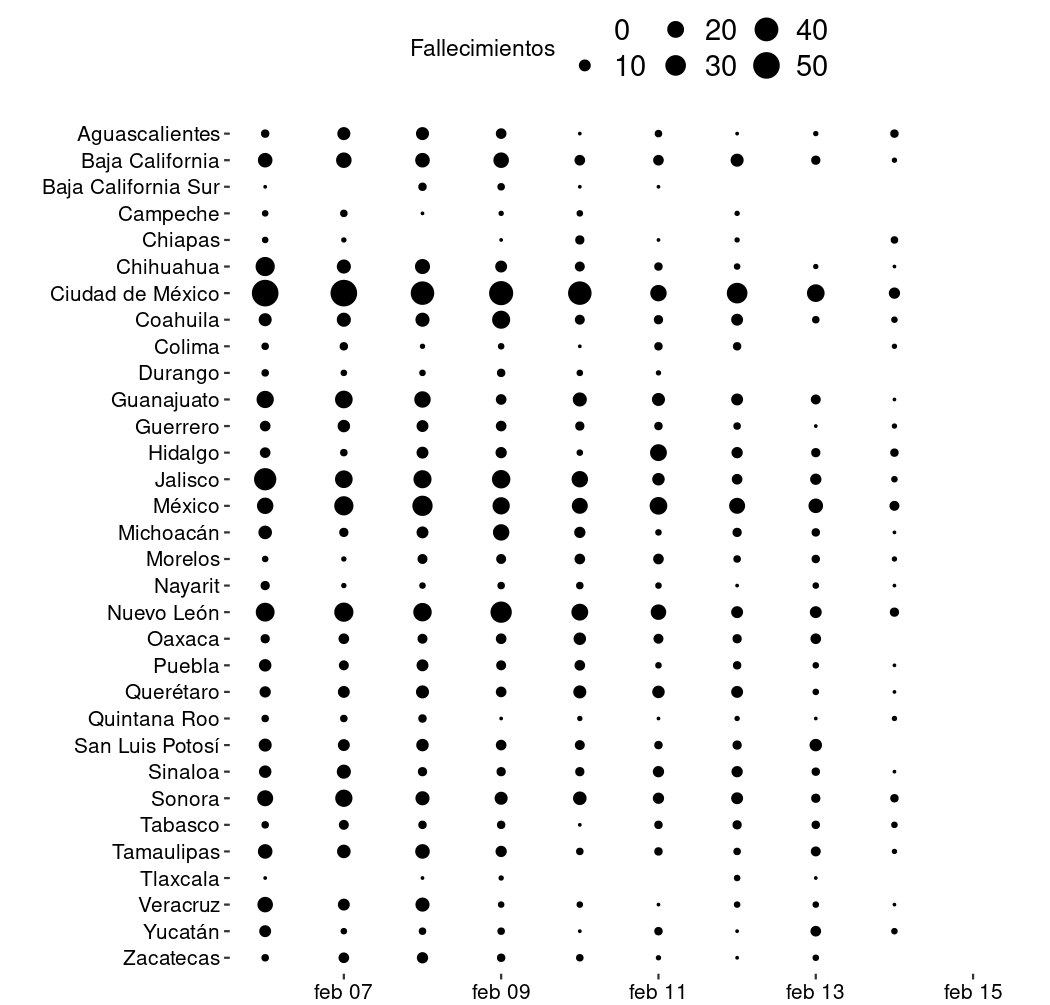 Fallecimientos
0 20 40
10 30 50
Aguascalientes
Baja California
Baja California Sur
Campeche
Chiapas
Chihuahua
Ciudad de México
Coahuila
Colima
Durango
Guanajuato
Guerrero
Hidalgo
Jalisco
México
Michoacán
Morelos
Nayarit
Nuevo León
Oaxaca
Puebla
Querétaro
Quintana Roo
San Luis Potosí
Sinaloa
Sonora
Tabasco
Tamaulipas
Tlaxcala
Veracruz
Yucatán
Zacatecas
feb 07 feb 09 feb 11 feb 13 feb 15